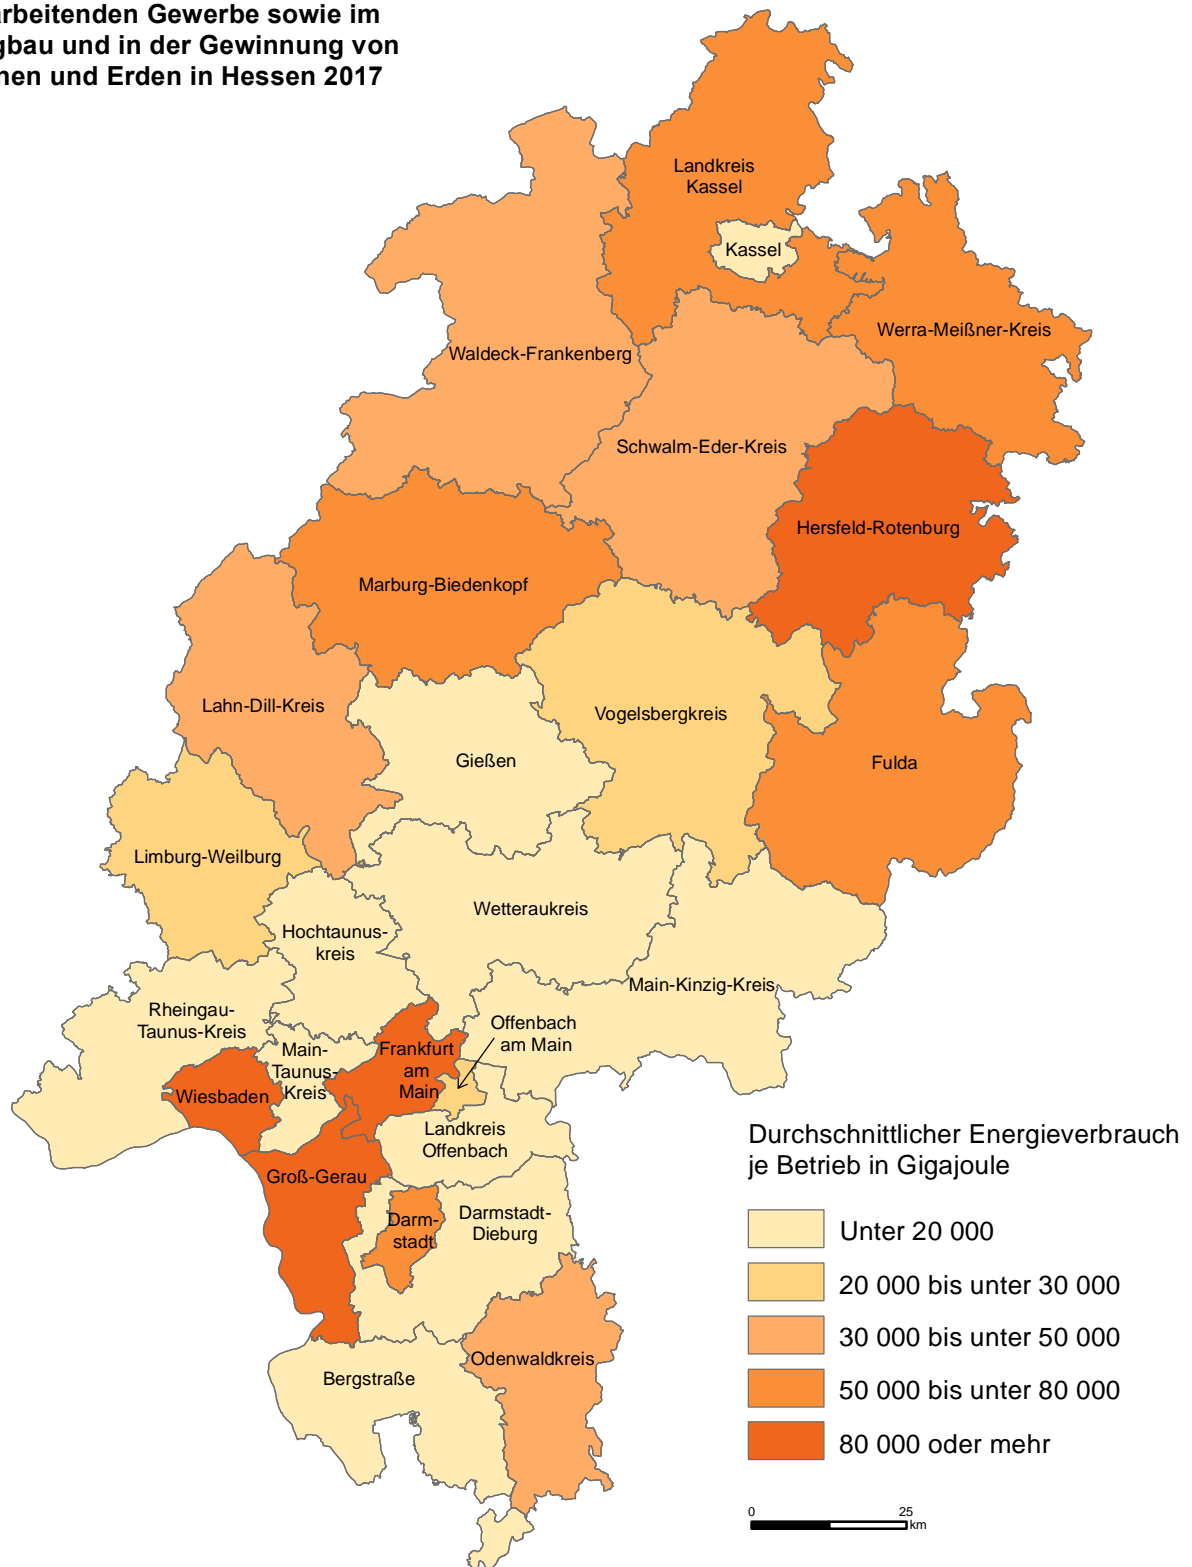 arbeitenden Gewerbe sowie im
gbau und in der Gewinnung von
nen und Erden in Hessen 2017
Landkreis
Kassel
Kassel
Werra-Meißner-Kreis
Waldeck-Frankenberg
Schwalm-Eder-Kreis
Hersfeld-Rotenburg
Marburg-Biedenkopf
Lahn-Dill-Kreis
Vogelsbergkreis
Gießen
Fulda
Limburg-Weilburg
Wetteraukreis
Hochtaunus-
kreis
Main-Kinzig-Kreis
Rheingau-
Taunus-Kreis
Offenbach
am Main
Main-
Taunus-
Kreis
Frankfurt
am
Main
Wiesbaden
Landkreis
Offenbach
Groß-Gerau
Darm-
stadt
Darmstadt-
Dieburg
Odenwaldkreis
Bergstraße
Durchschnittlicher Energieverbrauch
je Betrieb in Gigajoule
Unter 20 000
20 000 bis unter 30 000
30 000 bis unter 50 000
50 000 bis unter 80 000
80 000 oder mehr
0 25
km